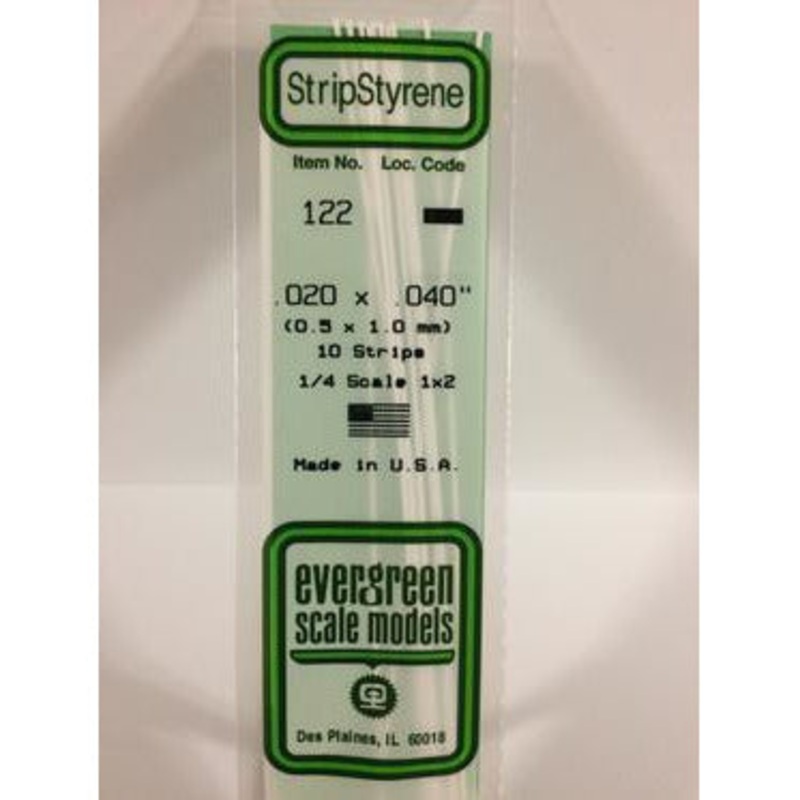 StripStyrene
Item No. Loc. Code
122
.020 x .040"
(0.5 x 1.0 mm)
10 Strips
1/4 Scale 1x2
Made in U.S.A.
evergreen
scale models
Des Plaines, IL 60018